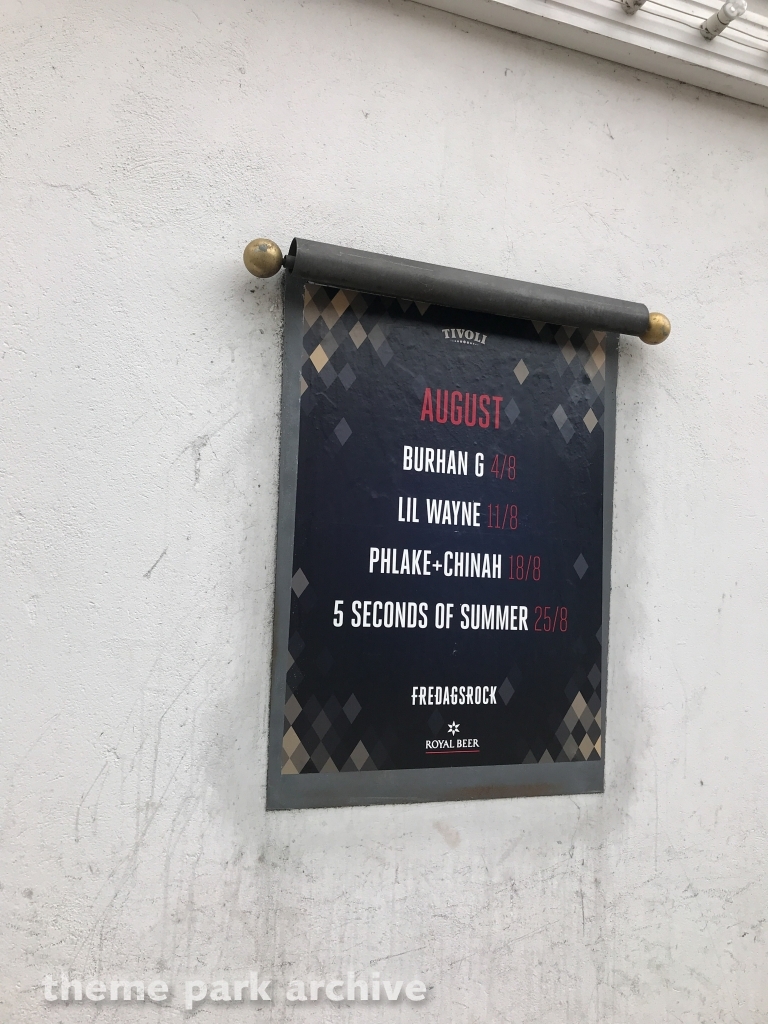 TIVOLI
AUGUST
BURHAN G 4/8
LIL WAYNE 11/8
PHLAKE+CHINAH 18/8
5 SECONDS OF SUMMER 25/8
FREDAGSROCK
ROYAL BEER
theme park archive